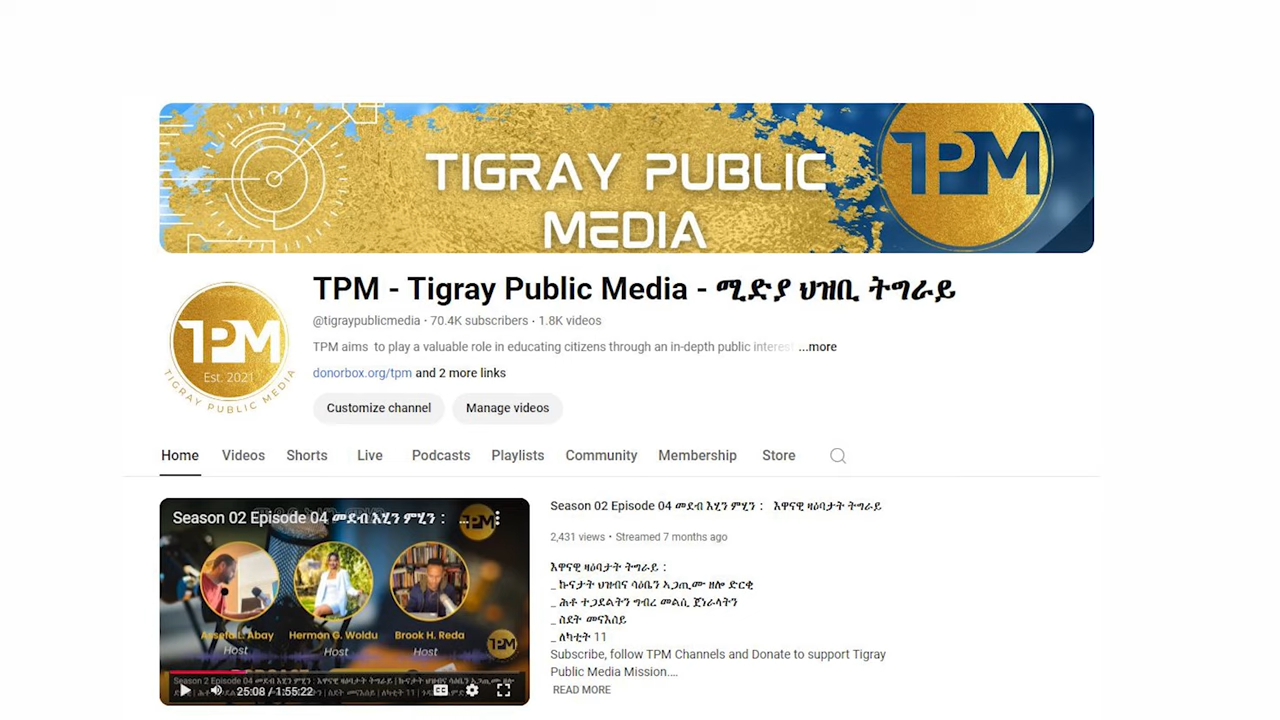 TIGRAY PUBLIC
MEDIA
TPM
TPM - Tigray Public Media - ሚድያ ህዝቢ ትግራይ
@tigraypublicmedia · 70.4K subscribers · 1.8K videos
TPM aims to play a valuable role in educating citizens through an in-depth public interest ...more
donorbox.org/tpm and 2 more links
Customize channel Manage videos
TPM
Est. 2021
TIGRAY PUBLIC MEDIA
Home Videos Shorts Live Podcasts Playlists Community Membership Store
Season 02 Episode 04 መደብ እሂን ምሂን : ...
TPM
Assefa L. Abay Hermon G. Woldu Brook H. Reda
Host Host Host
TPM
25:08 / 1:55:22
Season 02 Episode 04 መደብ እሂን ምሂን : እዋናዊ ዛዕባታት ትግራይ
2,431 views • Streamed 7 months ago
እዋናዊ ዛዕባታት ትግራይ :
_ ኩናታት ህዝብና ሳዕቤን ኣጋጢሙ ዘሎ ድርቂ
_ ሕቶ ተጋደልትን ግብረ መልሲ ጀነራላትን
_ ስደት መናእሰይ
_ ለካቲት 11
Subscribe, follow TPM Channels and Donate to support Tigray
Public Media Mission....
READ MORE